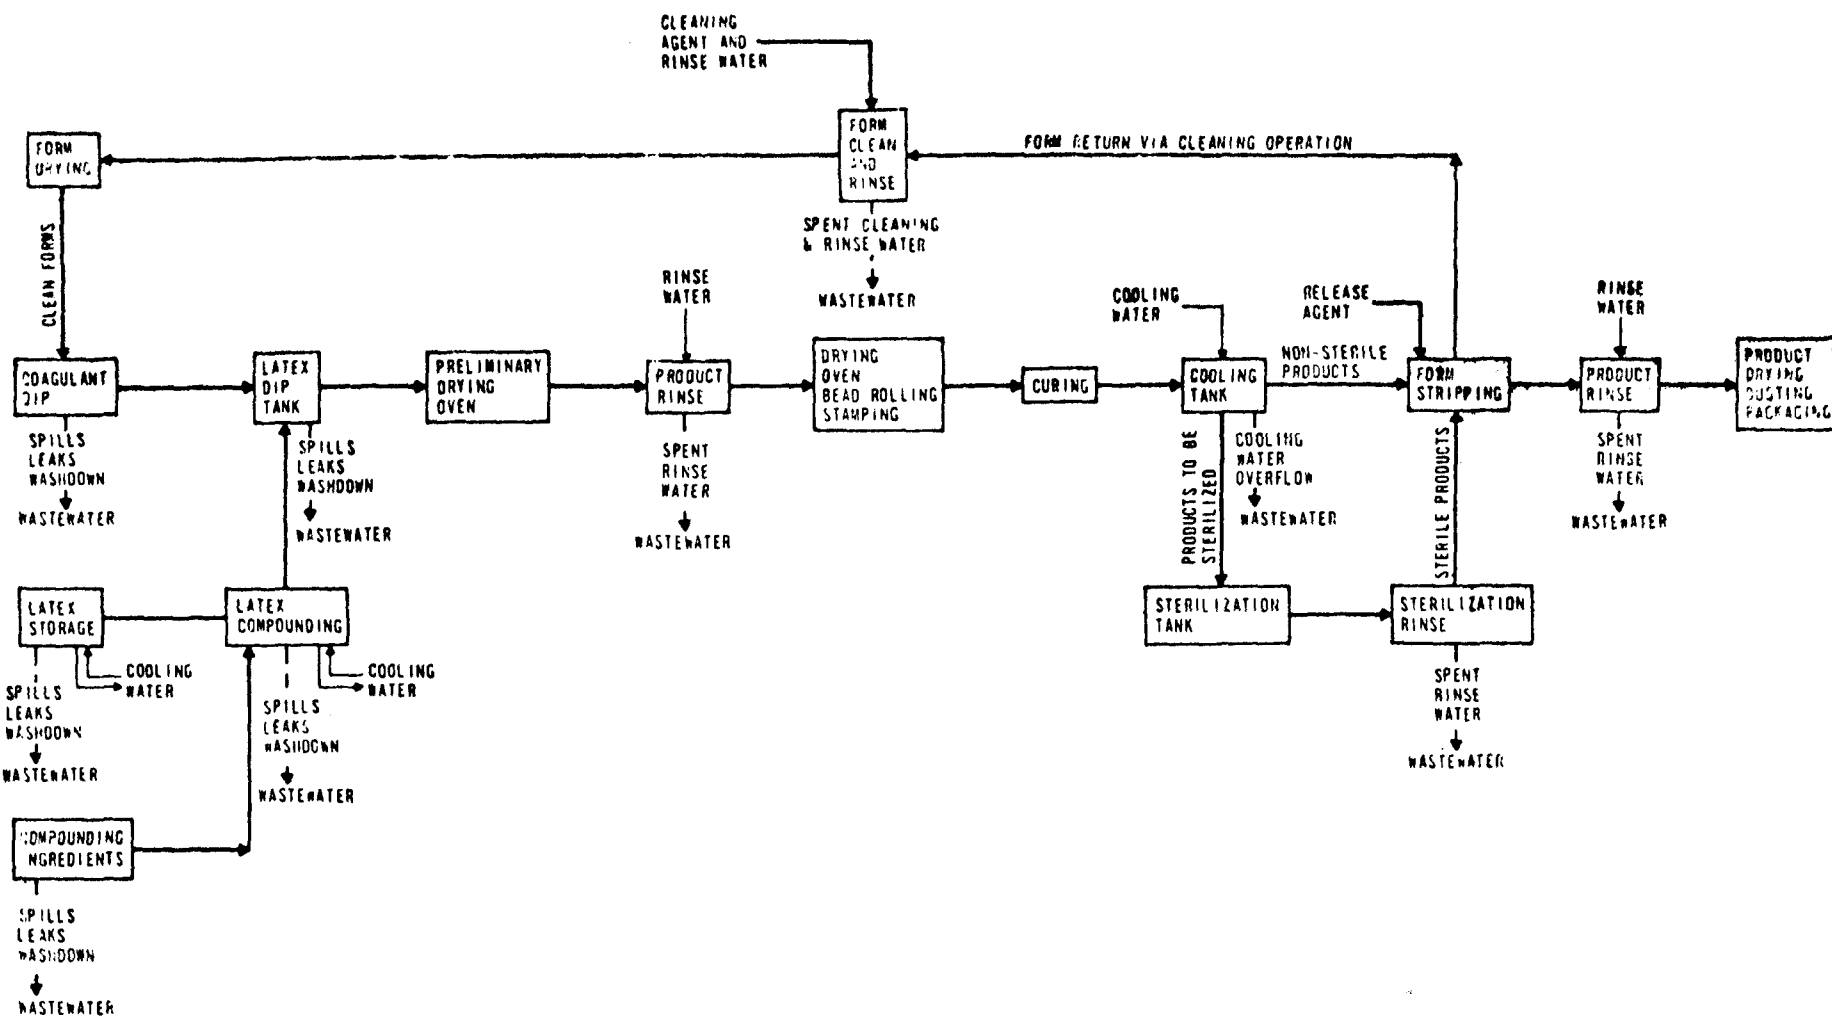 CLEANING
AGENT AND
RINSE WATER
FORM
CLEAN
AND
RINSE
FORM RETURN VIA CLEANING OPERATION
FORM
DRYING
SPENT CLEANING
& RINSE WATER
WASTEWATER
CLEAN FORMS
RINSE
WATER
COOLING
WATER
RELEASE
AGENT
RINSE
WATER
COAGULANT
DIP
LATEX
DIP
TANK
PRELIMINARY
DRYING
OVEN
PRODUCT
RINSE
DRYING
OVEN
BEAD ROLLING
STAMPING
CURING
COOLING
TANK
NON-STERILE
PRODUCTS
FORM
STRIPPING
PRODUCT
RINSE
PRODUCT
DRYING
DUSTING
PACKAGING
SPILLS
LEAKS
WASHDOWN
WASTEWATER
SPILLS
LEAKS
WASHDOWN
WASTEWATER
SPENT
RINSE
WATER
WASTEWATER
PRODUCTS TO BE
STERILIZED
COOLING
WATER
OVERFLOW
WASTEWATER
STERILE PRODUCTS
SPENT
RINSE
WATER
WASTEWATER
LATEX
STORAGE
LATEX
COMPOUNDING
STERILIZATION
TANK
STERILIZATION
RINSE
COOLING
WATER
COOLING
WATER
SPILLS
LEAKS
WASHDOWN
WASTEWATER
SPILLS
LEAKS
WASHDOWN
WASTEWATER
SPENT
RINSE
WATER
WASTEWATER
COMPOUNDING
INGREDIENTS
SPILLS
LEAKS
WASHDOWN
WASTEWATER